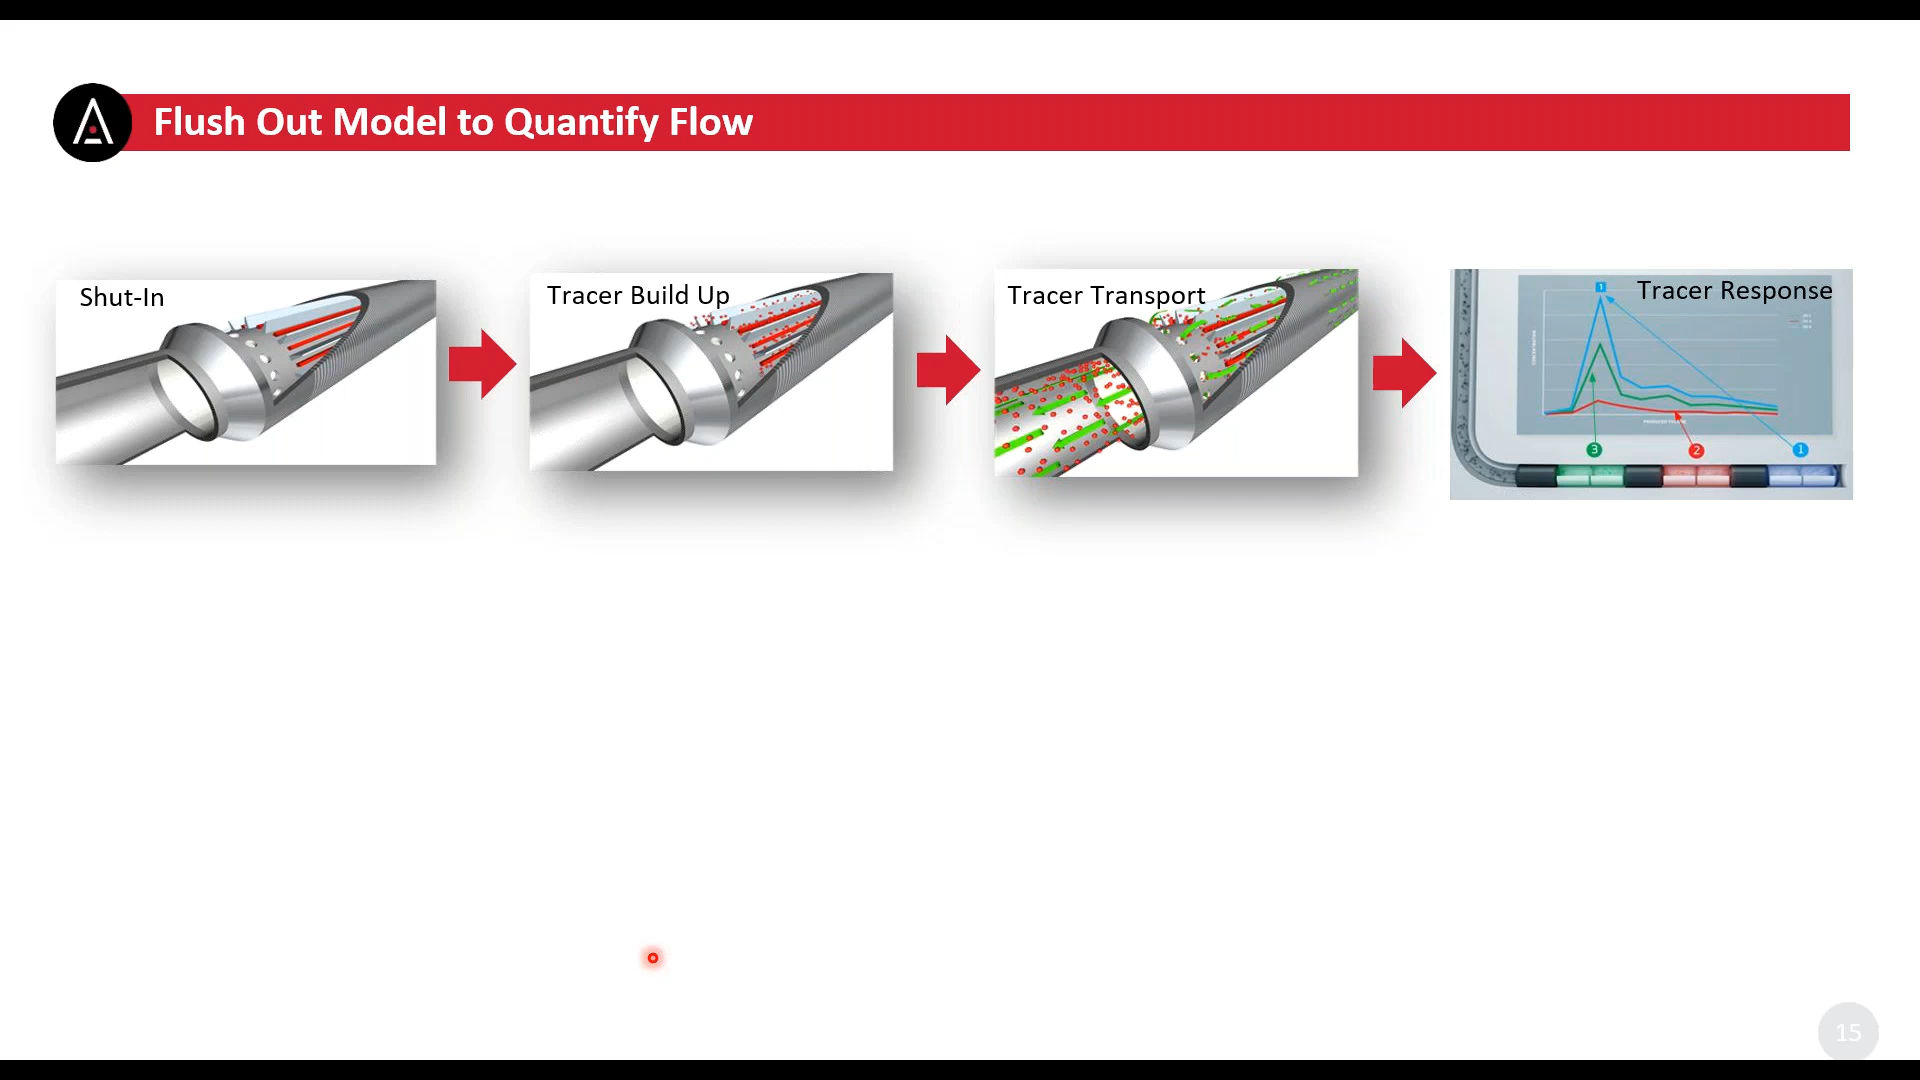 Flush Out Model to Quantify Flow
Shut-In
Tracer Build Up
Tracer Transport
Tracer Response
1
3
2
1
15